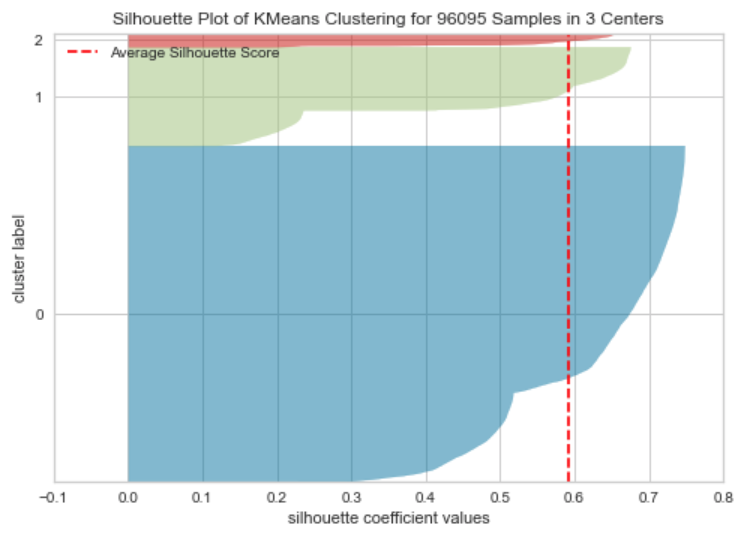 Silhouette Plot of KMeans Clustering for 96095 Samples in 3 Centers
2
Average Silhouette Score
1
cluster label
0
−0.1 0.0 0.1 0.2 0.3 0.4 0.5 0.6 0.7 0.8
silhouette coefficient values